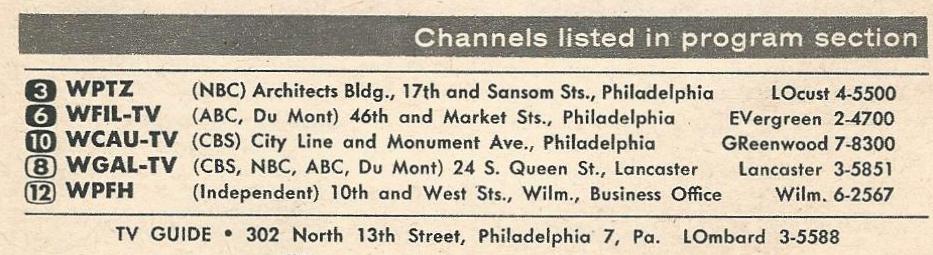 Channels listed in program section
3 WPTZ (NBC) Architects Bldg., 17th and Sansom Sts., Philadelphia LOcust 4-5500
6 WFIL-TV (ABC, Du Mont) 46th and Market Sts., Philadelphia EVergreen 2-4700
10 WCAU-TV (CBS) City Line and Monument Ave., Philadelphia GReenwood 7-8300
8 WGAL-TV (CBS, NBC, ABC, Du Mont) 24 S. Queen St., Lancaster Lancaster 3-5851
12 WPFH (Independent) 10th and West Sts., Wilm., Business Office Wilm. 6-2567
TV GUIDE • 302 North 13th Street, Philadelphia 7, Pa. LOmbard 3-5588